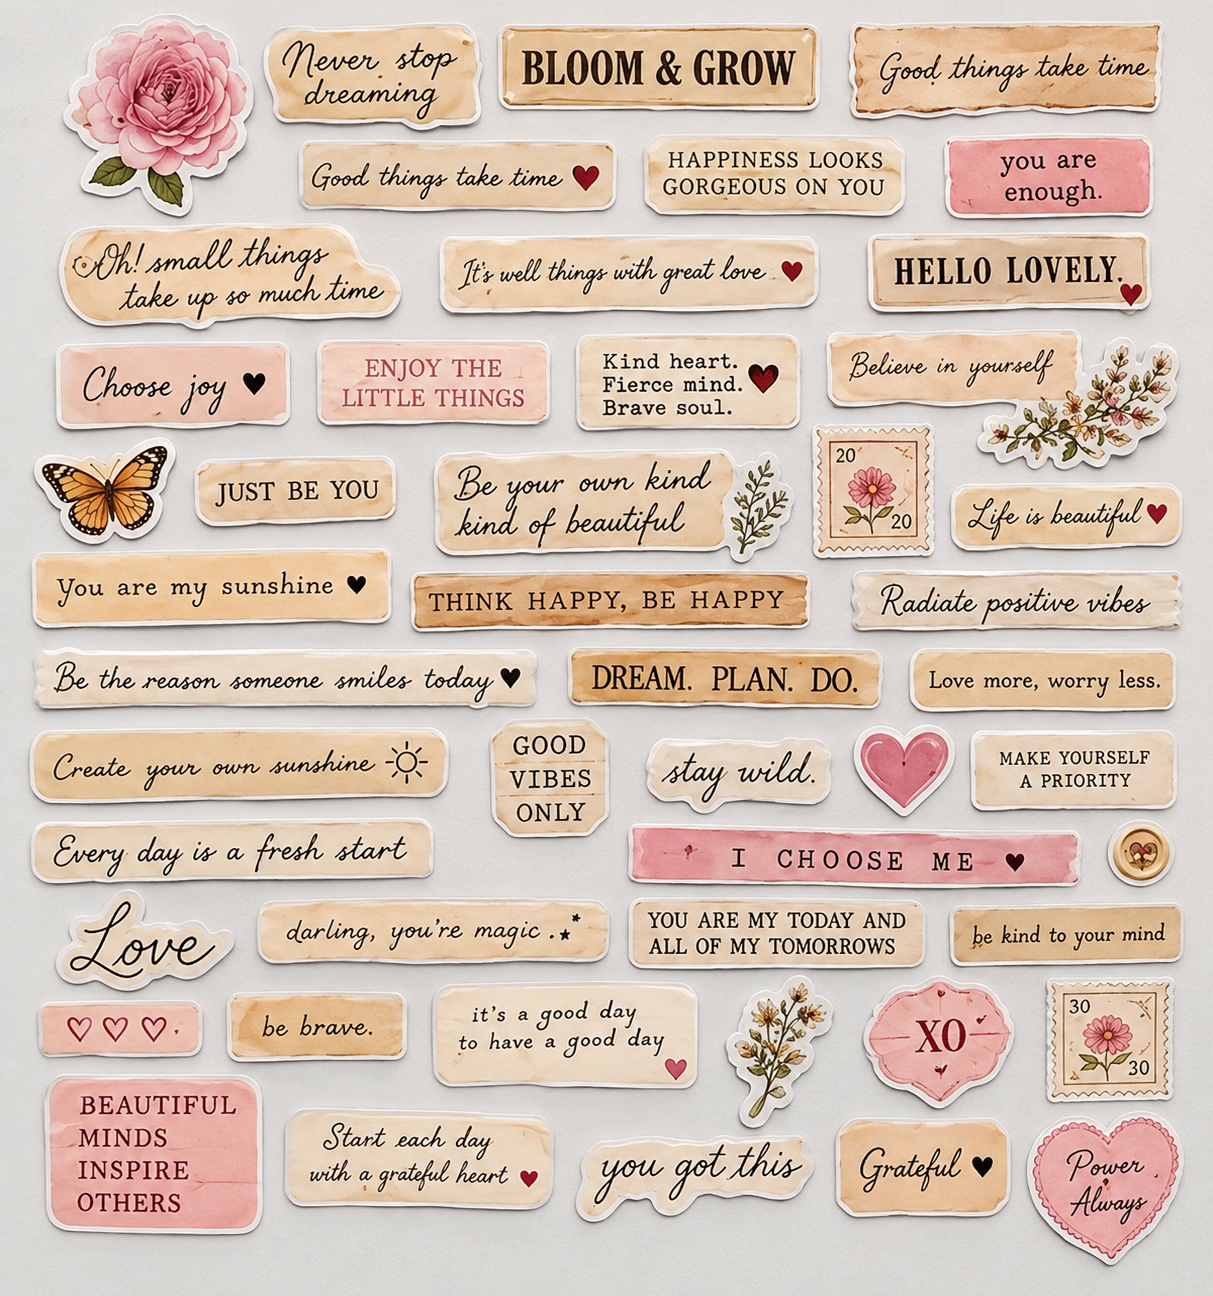 Never stop
dreaming
BLOOM & GROW
Good things take time
Good things take time
HAPPINESS LOOKS
GORGEOUS ON YOU
you are
enough.
Oh! small things
take up so much time
It's well things with great love
HELLO LOVELY.
Choose joy
ENJOY THE
LITTLE THINGS
Kind heart.
Fierce mind.
Brave soul.
Believe in yourself
JUST BE YOU
Be your own kind
kind of beautiful
20
20
Life is beautiful
You are my sunshine
THINK HAPPY, BE HAPPY
Radiate positive vibes
Be the reason someone smiles today
DREAM. PLAN. DO.
Love more, worry less.
Create your own sunshine
GOOD
VIBES
ONLY
stay wild.
MAKE YOURSELF
A PRIORITY
Every day is a fresh start
I CHOOSE ME
Love
darling, you're magic.
YOU ARE MY TODAY AND
ALL OF MY TOMORROWS
be kind to your mind
be brave.
it's a good day
to have a good day
XO
30
30
BEAUTIFUL
MINDS
INSPIRE
OTHERS
Start each day
with a grateful heart
you got this
Grateful
Power
Always